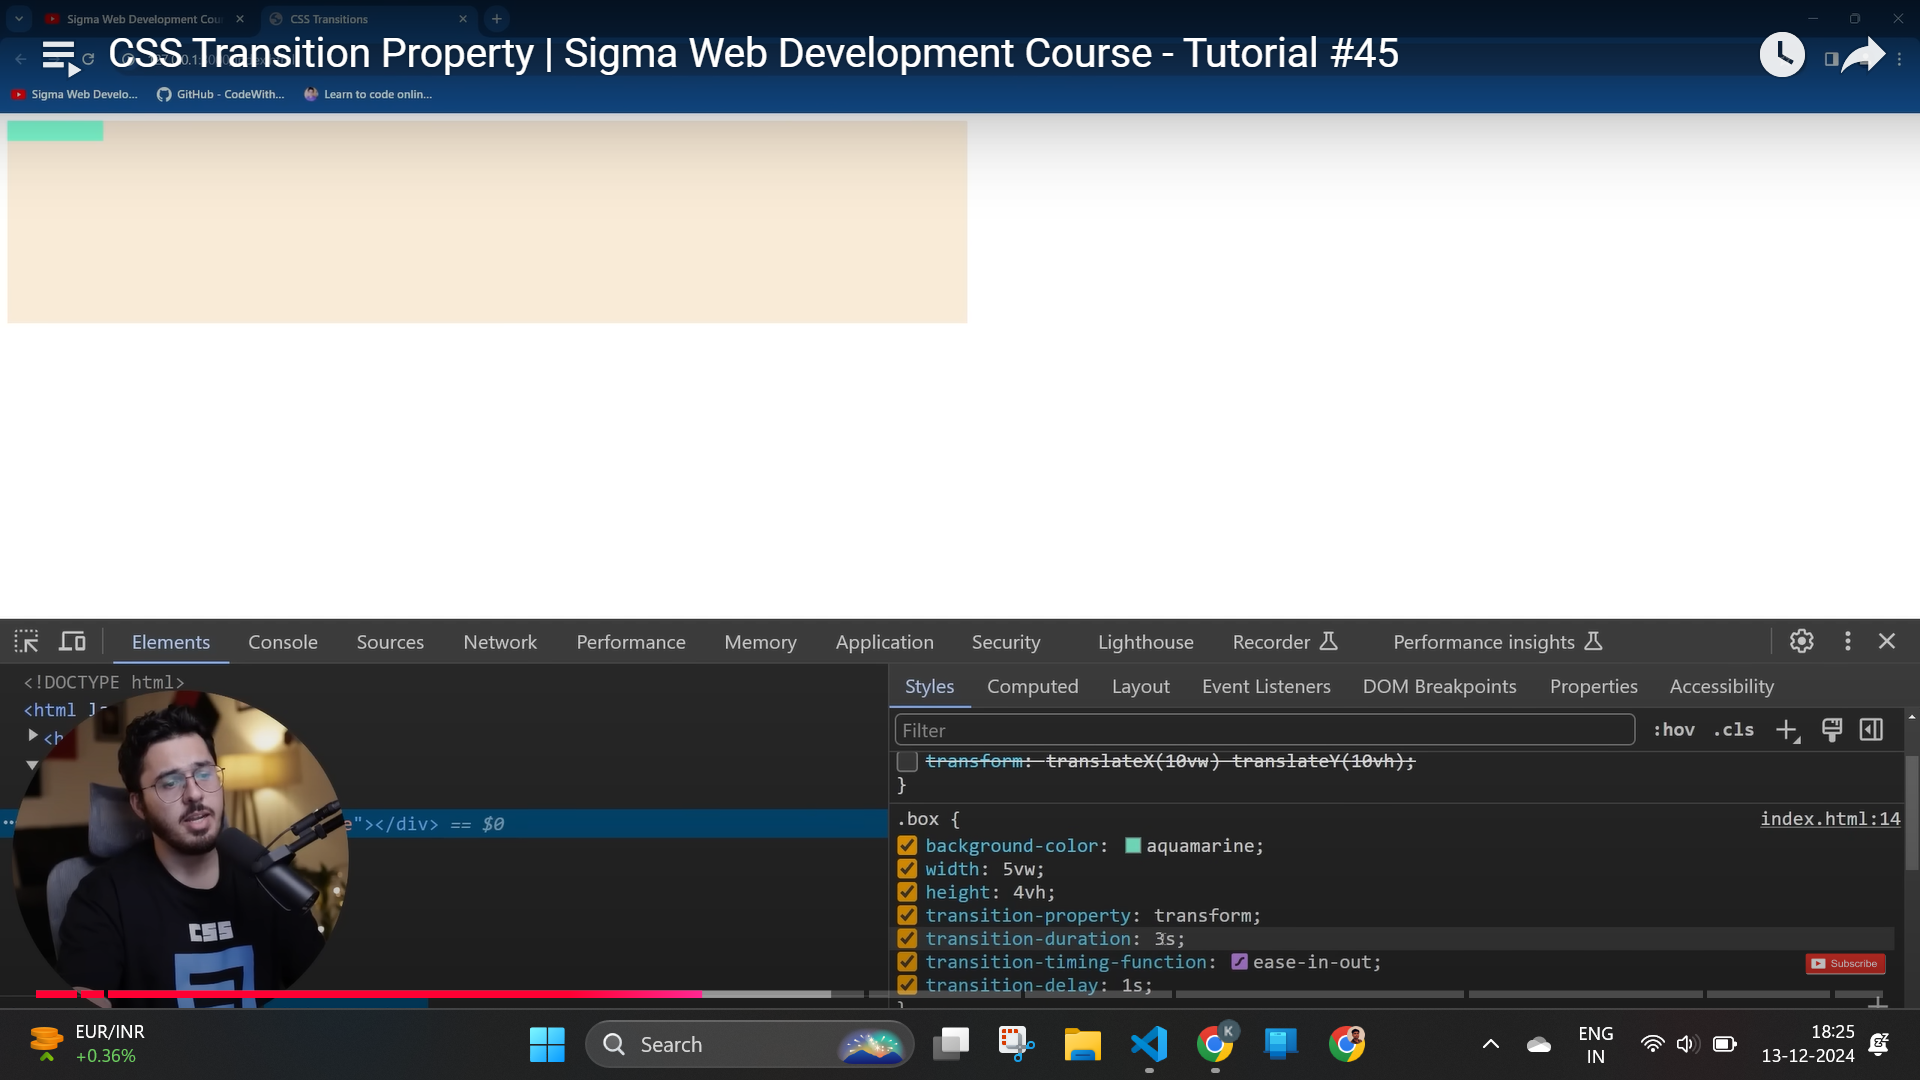 Sigma Web Development Cou
CSS Transitions
CSS Transition Property | Sigma Web Development Course - Tutorial #45
Sigma Web Develo...
GitHub - CodeWith...
Learn to code onlin...
Elements
Console
Sources
Network
Performance
Memory
Application
Security
Lighthouse
Recorder
Performance insights
<!DOCTYPE html>
<html
<h
e"></div> == $0
CSS
Styles
Computed
Layout
Event Listeners
DOM Breakpoints
Properties
Accessibility
Filter
:hov .cls
transform: translateX(10vw) translateY(10vh);
}
.box {
index.html:14
background-color: aquamarine;
width: 5vw;
height: 4vh;
transition-property: transform;
transition-duration: 3s;
transition-timing-function: ease-in-out;
Subscribe
transition-delay: 1s;
EUR/INR
+0.36%
Search
K
ENG
IN
18:25
13-12-2024